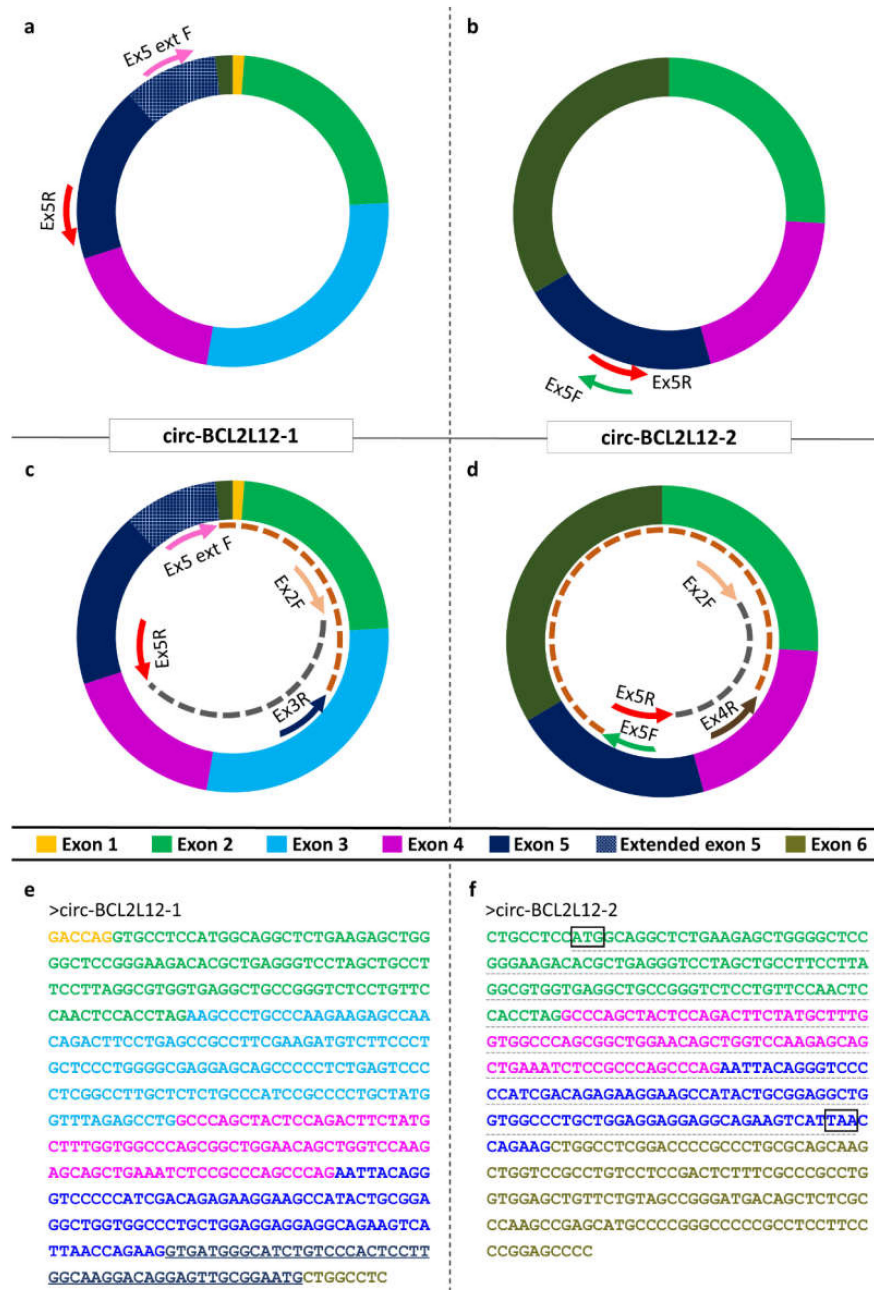 a
b
Ex5 ext F
Ex5R
Ex5R
Ex5F
circ-BCL2L12-1
circ-BCL2L12-2
c
d
Ex5 ext F
Ex2F
Ex5R
Ex3R
Ex2F
Ex5R
Ex5F
Ex4R
Exon 1
Exon 2
Exon 3
Exon 4
Exon 5
Extended exon 5
Exon 6
e
>circ-BCL2L12-1
GACCAGGTGCCTCCATGGCAGGCTCTGAAGAGCTGG
GGCTCCGGGAAGACACGCTGAGGGTCCTAGCTGCCT
TCCTTAGGCGTGGTGAGGCTGCCGGGTCTCCTGTTC
CAACTCCACCTAGAAGCCCTGCCCAAGAAGAGCCAA
CAGACTTCCTGAGCCGCCTTCGAAGATGTCTTCCCT
GCTCCCTGGGGCGAGGAGCAGCCCCCTCTGAGTCCC
CTCGGCCTTGCTCTCTGCCCATCCGCCCCTGCTATG
GTTTAGAGCCTGGCCCAGCTACTCCAGACTTCTATG
CTTTGGTGGCCCAGCGGCTGGAACAGCTGGTCCAAG
AGCAGCTGAAATCTCCGCCCAGCCCAGAATTACAGG
GTCCCCCATCGACAGAGAAGGAAGCCATACTGCGGA
GGCTGGTGGCCCTGCTGGAGGAGGAGGCAGAAGTCA
TTAACCAGAAGGTGATGGGCATCTGTCCCACTCCTT
GGCAAGGACAGGAGTTGCGGAATGCTGGCCTC
f
>circ-BCL2L12-2
CTGCCTCCATGGCAGGCTCTGAAGAGCTGGGGCTCC
GGGAAGACACGCTGAGGGTCCTAGCTGCCTTCCTTA
GGCGTGGTGAGGCTGCCGGGTCTCCTGTTCCAACTC
CACCTAGGCCCAGCTACTCCAGACTTCTATGCTTTG
GTGGCCCAGCGGCTGGAACAGCTGGTCCAAGAGCAG
CTGAAATCTCCGCCCAGCCCAGAATTACAGGGTCCC
CCATCGACAGAGAAGGAAGCCATACTGCGGAGGCTG
GTGGCCCTGCTGGAGGAGGAGGCAGAAGTCATTAAC
CAGAAGCTGGCCTCGGACCCCGCCCTGCGCAGCAAG
CTGGTCCGCCTGTCCTCCGACTCTTTCGCCCGCCTG
GTGGAGCTGTTCTGTAGCCGGGATGACAGCTCTCGC
CCAAGCCGAGCATGCCCCGGGCCCCCGCCTCCTTCC
CCGGAGCCCC